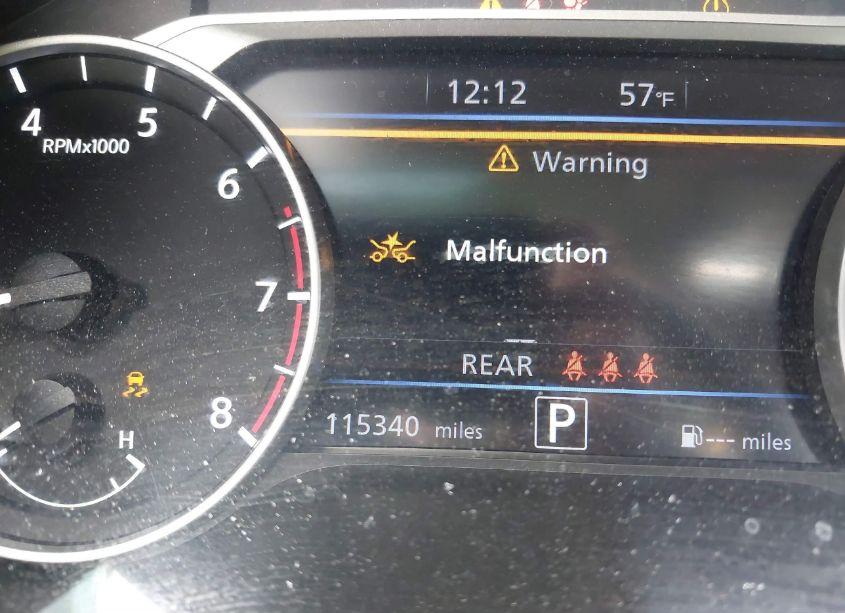 12:12 57°F
Warning
Malfunction
REAR
115340 miles P --- miles
4 5 6 7 8
RPMx1000
H